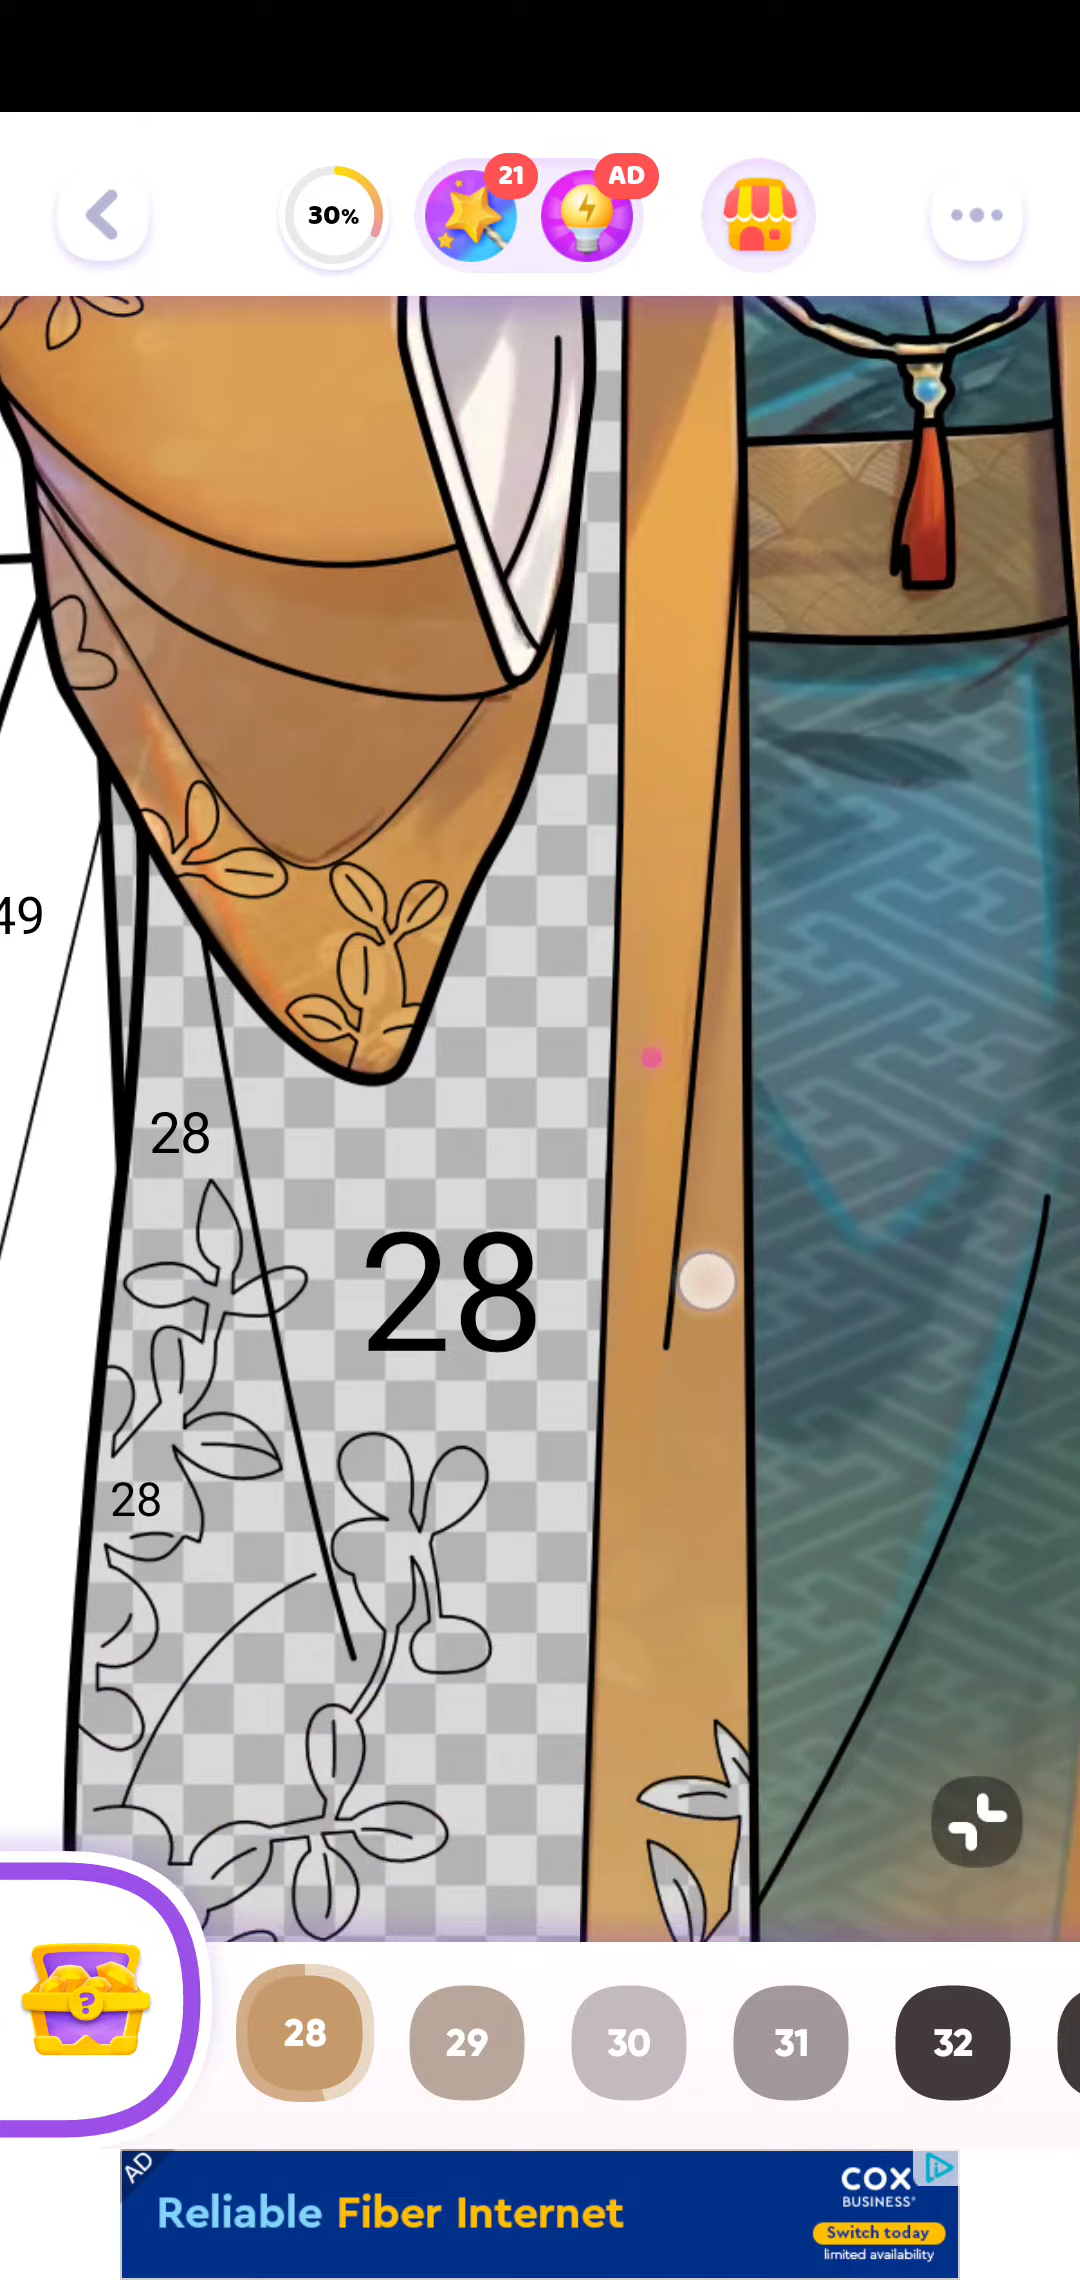 30%
21
AD
49
28
28
28
28
29
30
31
32
AD
Reliable Fiber Internet
COX
BUSINESS®
Switch today
limited availability